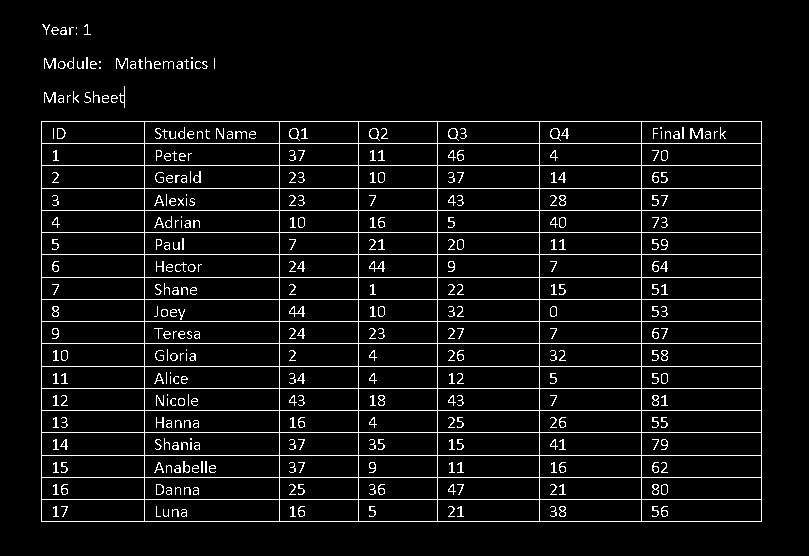 Year: 1
Module: Mathematics I
Mark Sheet
ID Student Name Q1 Q2 Q3 Q4 Final Mark
1 Peter 37 11 46 4 70
2 Gerald 23 10 37 14 65
3 Alexis 23 7 43 28 57
4 Adrian 10 16 5 40 73
5 Paul 7 21 20 11 59
6 Hector 24 44 9 7 64
7 Shane 2 1 22 15 51
8 Joey 44 10 32 0 53
9 Teresa 24 23 27 7 67
10 Gloria 2 4 26 32 58
11 Alice 34 4 12 5 50
12 Nicole 43 18 43 7 81
13 Hanna 16 4 25 26 55
14 Shania 37 35 15 41 79
15 Anabelle 37 9 11 16 62
16 Danna 25 36 47 21 80
17 Luna 16 5 21 38 56